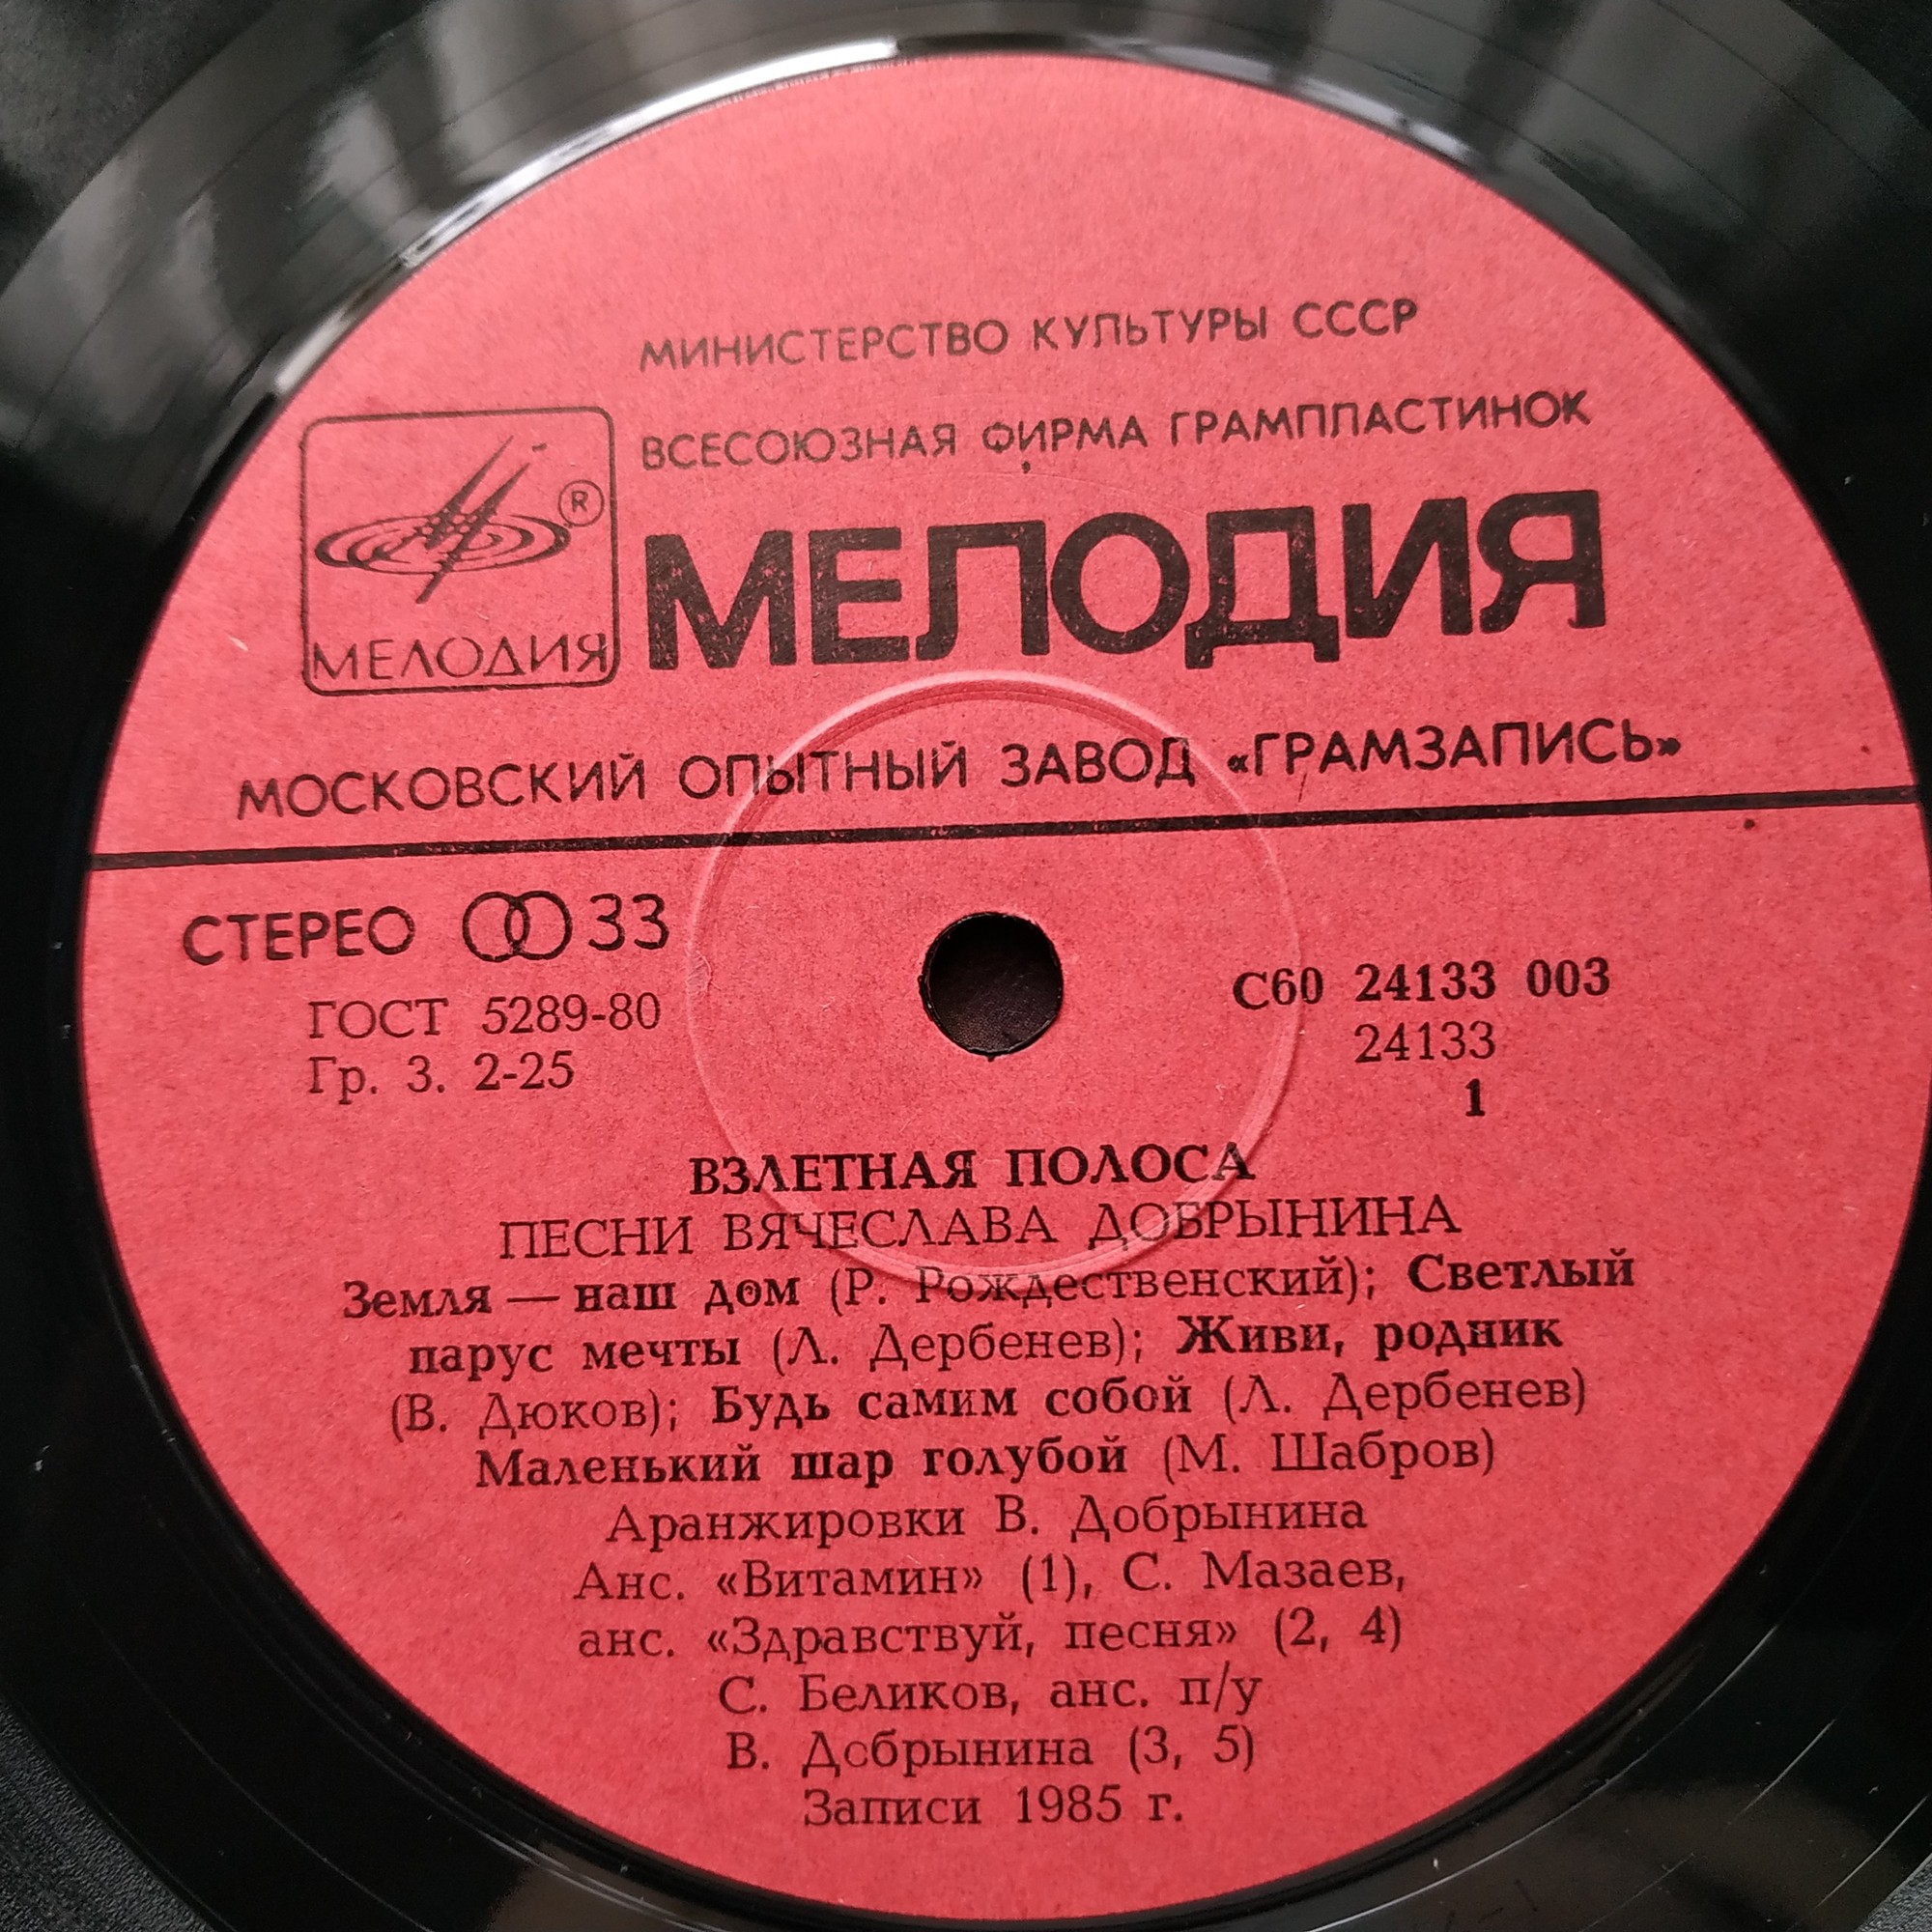 МИНИСТЕРСТВО КУЛЬТУРЫ СССР
ВСЕСОЮЗНАЯ ФИРМА ГРАМПЛАСТИНОК
®
МЕЛОДИЯ
МЕЛОДИЯ
МОСКОВСКИЙ ОПЫТНЫЙ ЗАВОД «ГРАМЗАПИСЬ»
СТЕРЕО 33
ГОСТ 5289-80
Гр. 3. 2-25
С60 24133 003
24133
1
ВЗЛЕТНАЯ ПОЛОСА
ПЕСНИ ВЯЧЕСЛАВА ДОБРЫНИНА
Земля — наш дом (Р. Рождественский); Светлый
парус мечты (Л. Дербенев); Живи, родник
(В. Дюков); Будь самим собой (Л. Дербенев)
Маленький шар голубой (М. Шабров)
Аранжировки В. Добрынина
Анс. «Витамин» (1), С. Мазаев,
анс. «Здравствуй, песня» (2, 4)
С. Беликов, анс. п/у
В. Добрынина (3, 5)
Записи 1985 г.